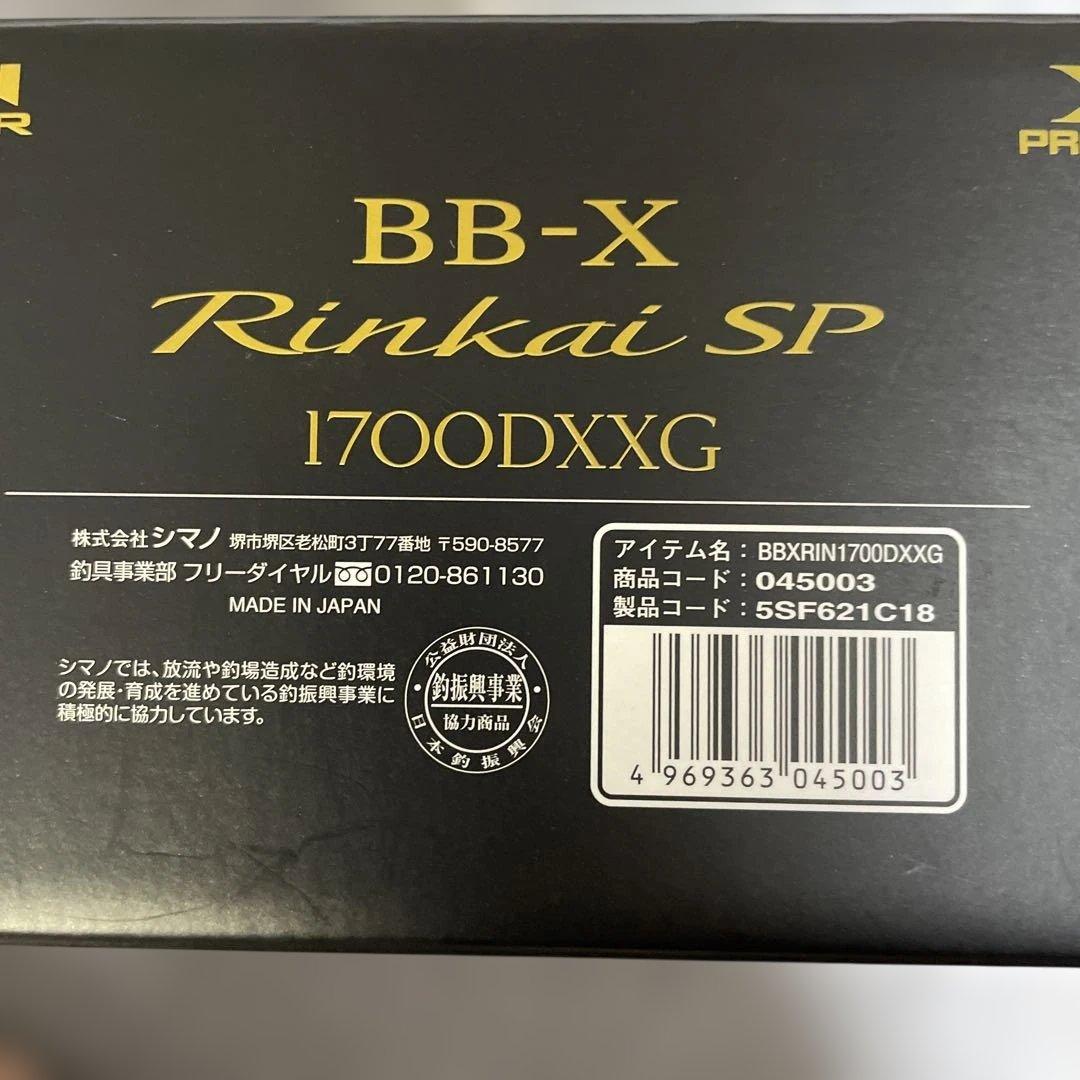 BB-X
Rinkai SP
1700DXXG
株式会社シマノ 堺市堺区老松町3丁77番地 〒590-8577
釣具事業部 フリーダイヤル 0120-861130
MADE IN JAPAN
シマノでは、放流や釣場造成など釣環境
の発展・育成を進めている釣振興事業に
積極的に協力しています。
公益財団法人
釣振興事業
協力商品
日本釣振興会
アイテム名：BBXRIN1700DXXG
商品コード：045003
製品コード：5SF621C18
4 969363 045003